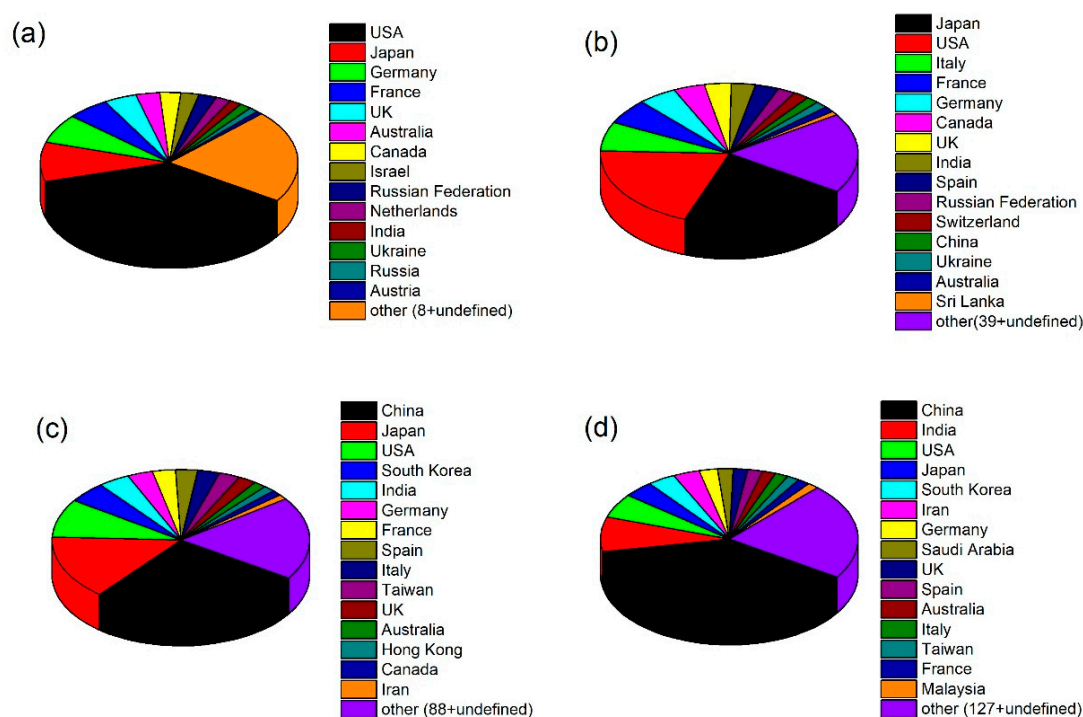 (a)
USA
Japan
Germany
France
UK
Australia
Canada
Israel
Russian Federation
Netherlands
India
Ukraine
Russia
Austria
other (8+undefined)
(b)
Japan
USA
Italy
France
Germany
Canada
UK
India
Spain
Russian Federation
Switzerland
China
Ukraine
Australia
Sri Lanka
other(39+undefined)
(c)
China
Japan
USA
South Korea
India
Germany
France
Spain
Italy
Taiwan
UK
Australia
Hong Kong
Canada
Iran
other (88+undefined)
(d)
China
India
USA
Japan
South Korea
Iran
Germany
Saudi Arabia
UK
Spain
Australia
Italy
Taiwan
France
Malaysia
other (127+undefined)